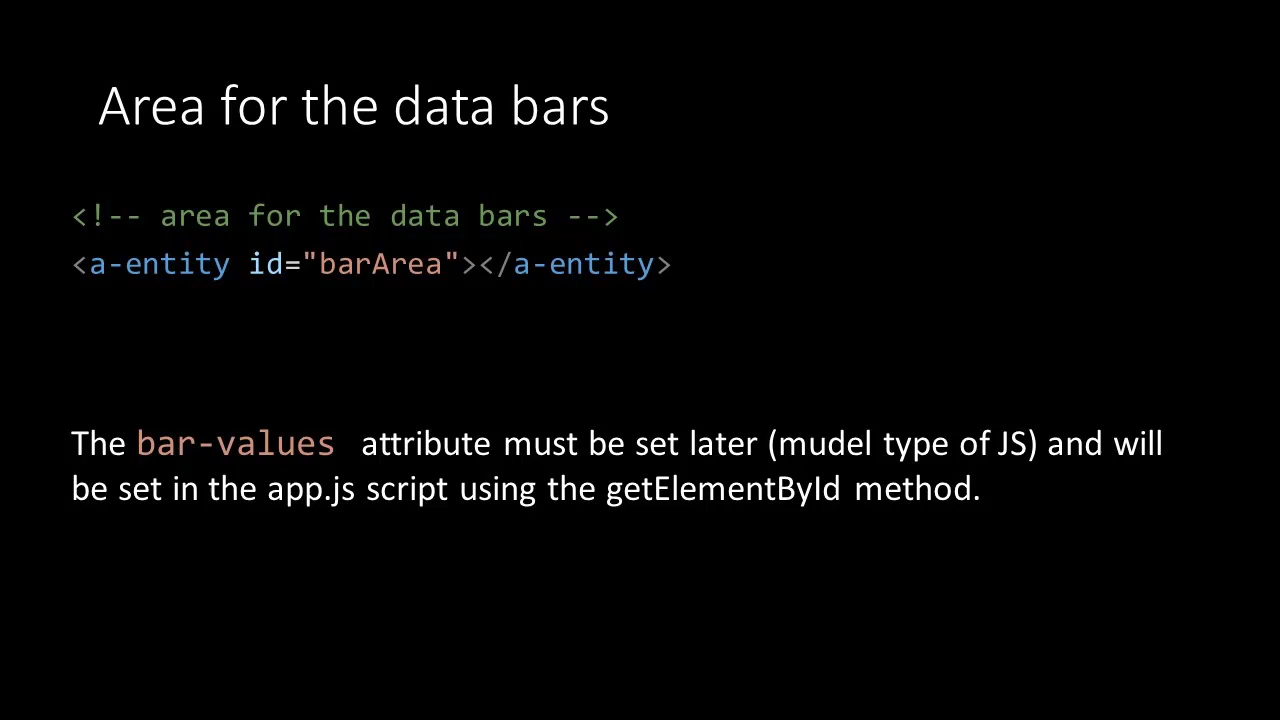 Area for the data bars
<!-- area for the data bars -->
<a-entity id="barArea"></a-entity>
The bar-values attribute must be set later (mudel type of JS) and will
be set in the app.js script using the getElementById method.